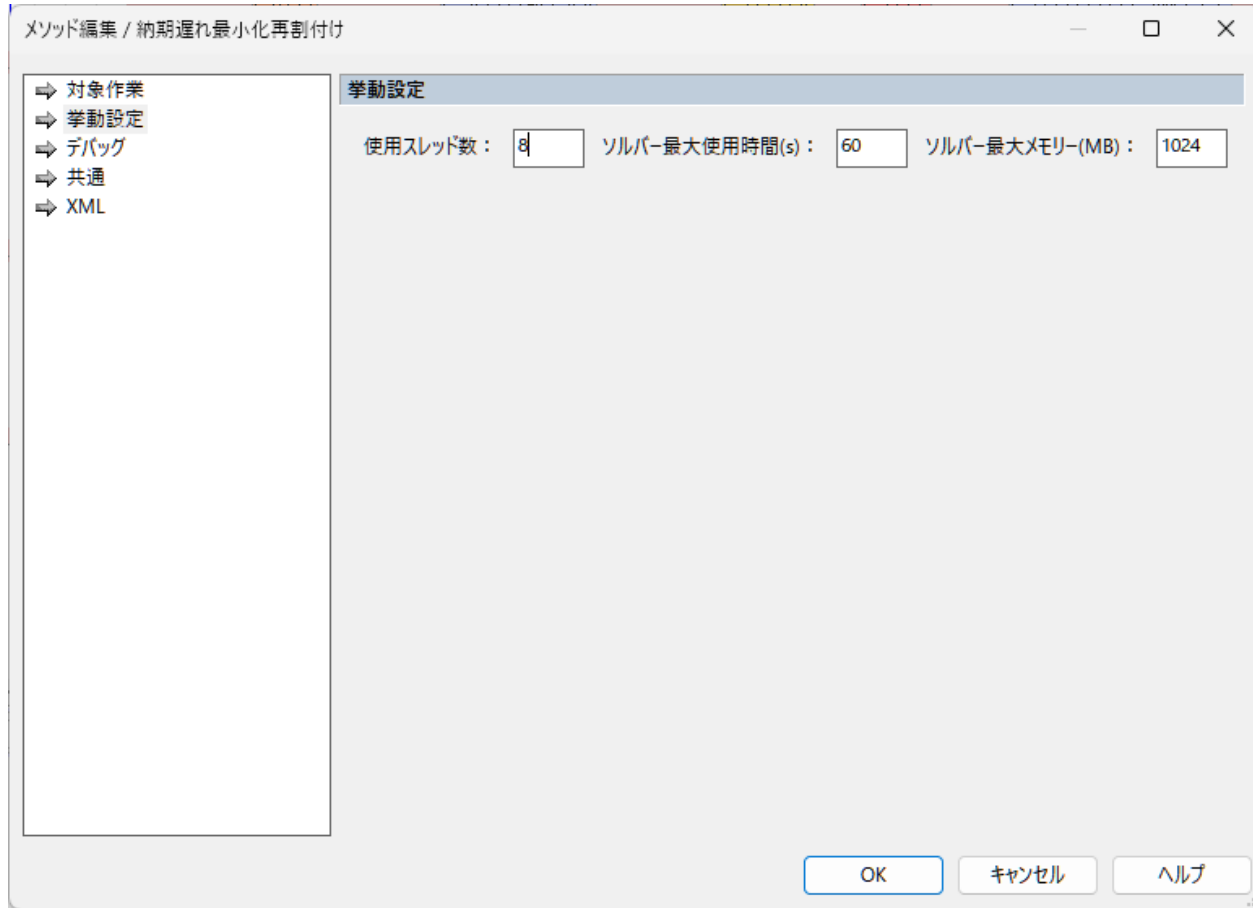 メソッド編集 / 納期遅れ最小化再割付け
対象作業
挙動設定
デバッグ
共通
XML
挙動設定
使用スレッド数： 8 ソルバー最大使用時間(s)： 60 ソルバー最大メモリー(MB)： 1024
OK キャンセル ヘルプ